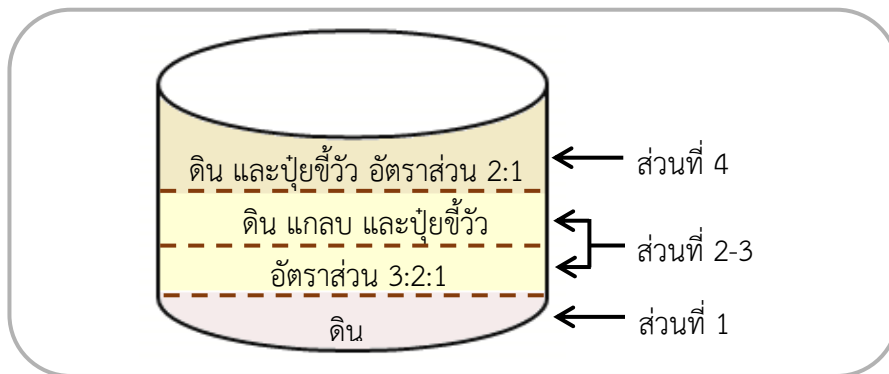 ดิน และปุ๋ยขี้วัว อัตราส่วน 2:1
ส่วนที่ 4
ดิน แกลบ และปุ๋ยขี้วัว
ส่วนที่ 2-3
อัตราส่วน 3:2:1
ดิน
ส่วนที่ 1